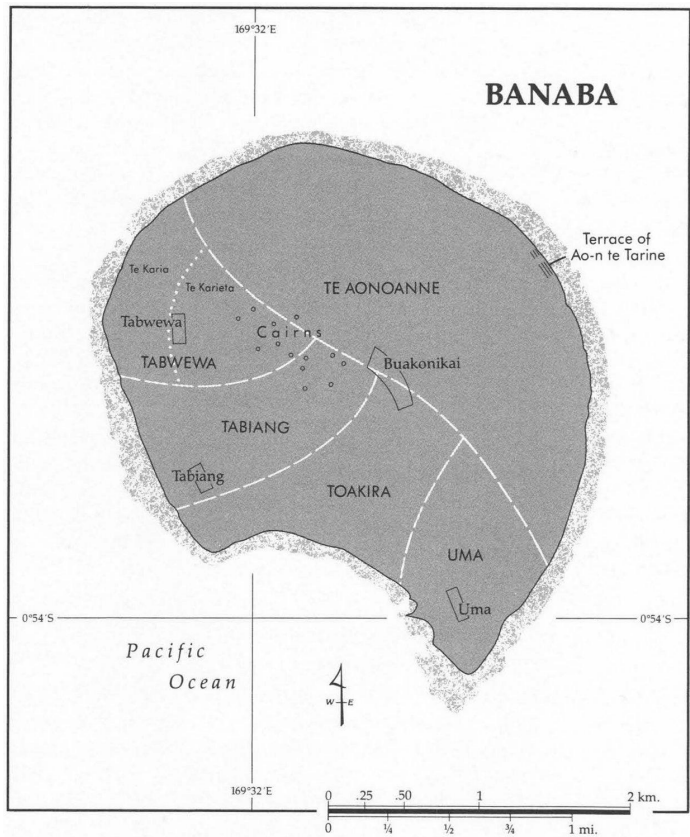 169°32′E
BANABA
Terrace of
Ao-n te Tarine
Te Karia
Te Karieta
TE AONOANNE
Tabwewa
Cairns
TABWEWA
Buakonikai
TABIANG
Tabiang
TOAKIRA
UMA
Uma
0°54′S
0°54′S
Pacific
Ocean
W E
169°32′E
0 .25 .50 1 2 km.
0 ¼ ½ ¾ 1 mi.